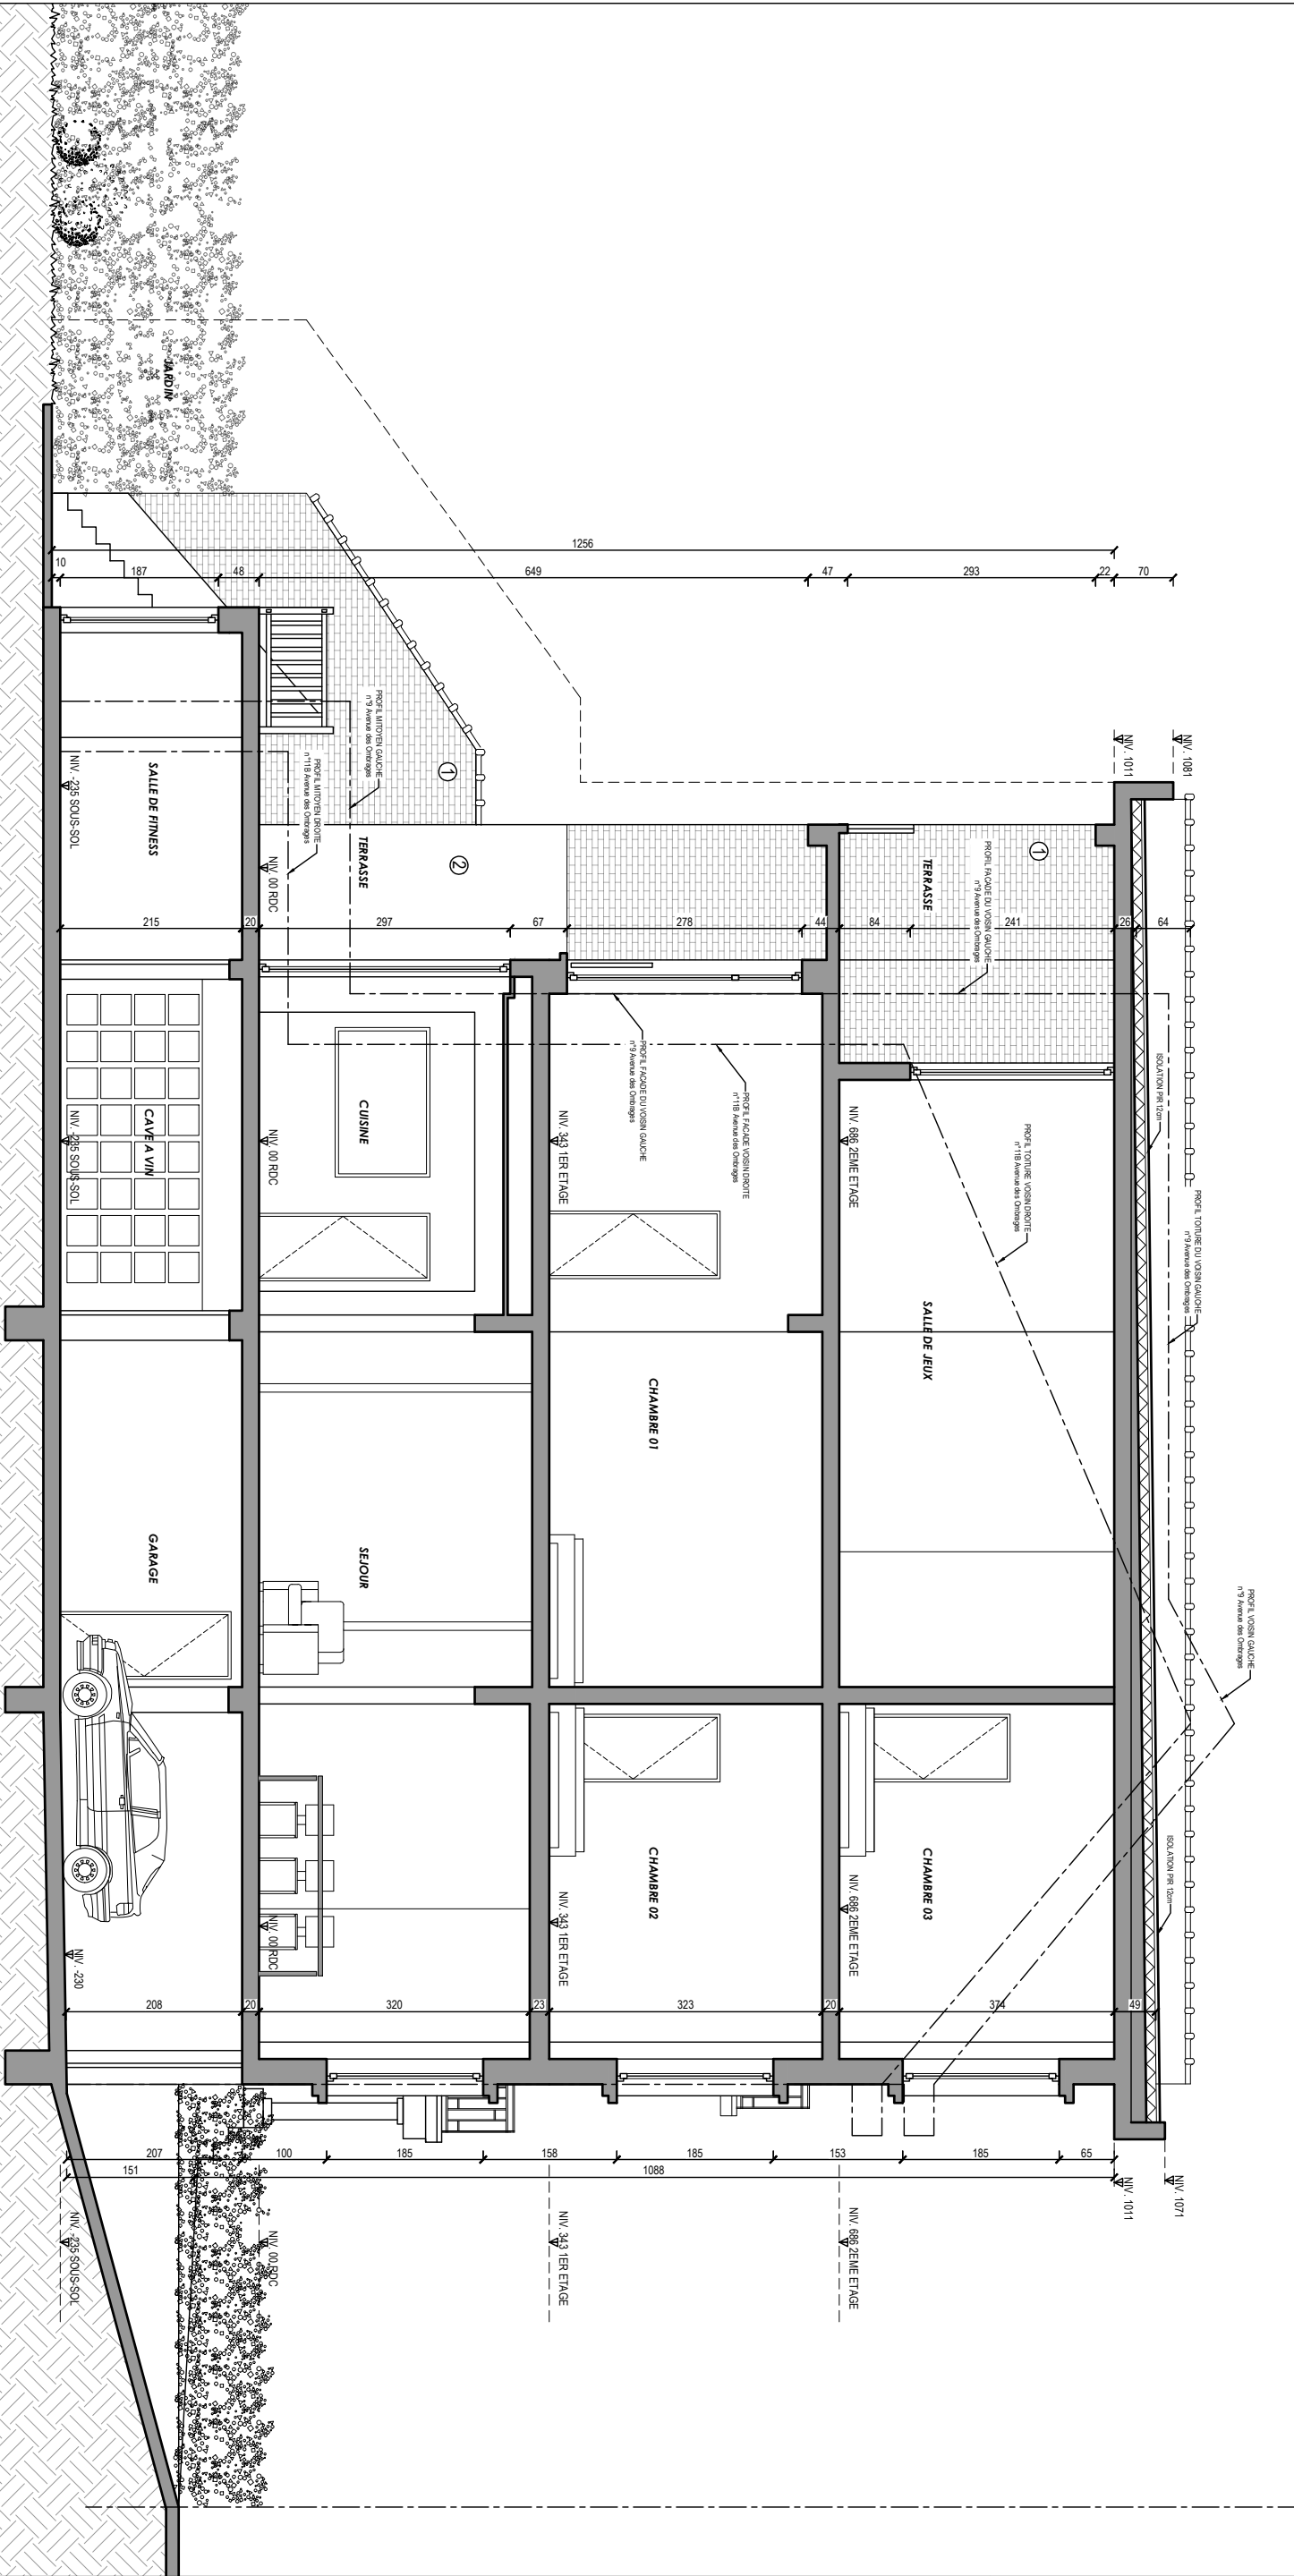 NIV. 1081
NIV. 1011
PROFIL VOISIN GAUCHE
n°9 Avenue des Ombrages
PROFIL TOITURE DU VOISIN GAUCHE
n°9 Avenue des Ombrages
ISOLATION PIR 12cm
ISOLATION PIR 12cm
NIV. 1071
NIV. 1011
1
TERRASSE
PROFIL FACADE DU VOISIN GAUCHE
n°9 Avenue des Ombrages
PROFIL TOITURE VOISIN DROITE
n°11B Avenue des Ombrages
SALLE DE JEUX
CHAMBRE 03
NIV. 686 2EME ETAGE
NIV. 686 2EME ETAGE
NIV. 686 2EME ETAGE
PROFIL FACADE VOISIN DROITE
n°11B Avenue des Ombrages
PROFIL FACADE DU VOISIN GAUCHE
n°9 Avenue des Ombrages
CHAMBRE 01
CHAMBRE 02
NIV. 343 1ER ETAGE
NIV. 343 1ER ETAGE
NIV. 343 1ER ETAGE
1
2
PROFIL MITOYEN GAUCHE
n°9 Avenue des Ombrages
PROFIL MITOYEN DROITE
n°11B Avenue des Ombrages
TERRASSE
CUISINE
SEJOUR
NIV. 00 RDC
NIV. 00 RDC
NIV. 00 RDC
NIV. 00 RDC
JARDIN
SALLE DE FITNESS
CAVE A VIN
GARAGE
NIV. -235 SOUS-SOL
NIV. -235 SOUS-SOL
NIV. -230
NIV. -235 SOUS-SOL
1256
10
187
48
649
47
293
22
70
215
20
297
67
278
44
84
241
26
64
208
20
320
23
323
20
374
49
207
100
185
158
185
153
185
65
151
1088